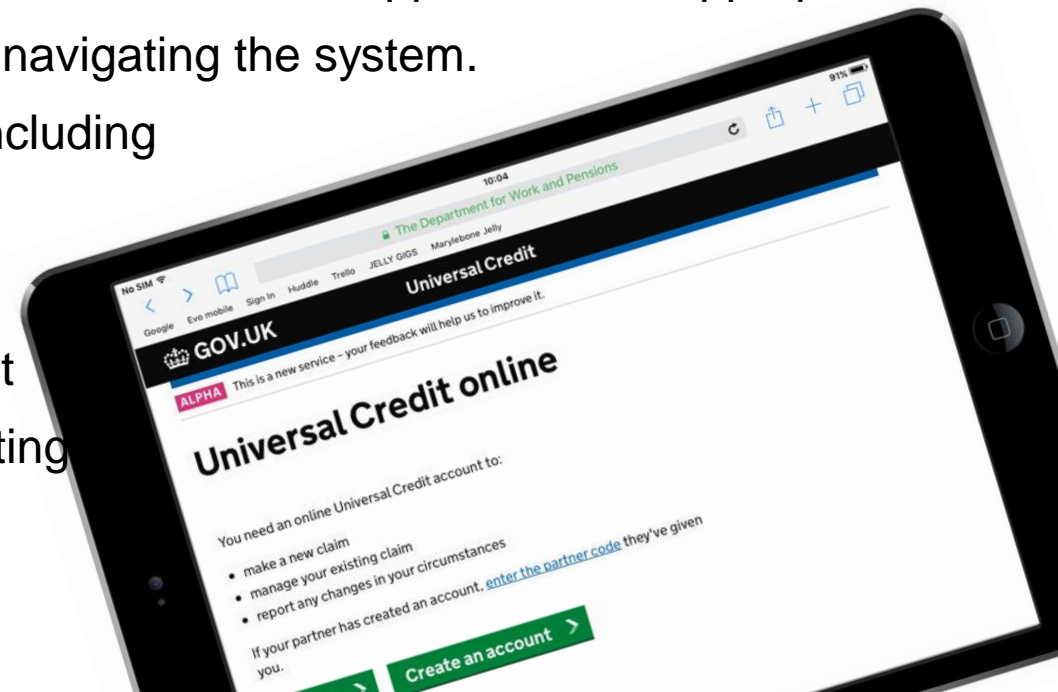 navigating the system.
ncluding
t
ting
No SIM
10:04
91%
The Department for Work and Pensions
Google Evo mobile Sign In Huddle Trello JELLY GIGS Marylebone Jelly
GOV.UK Universal Credit
ALPHA This is a new service – your feedback will help us to improve it.
Universal Credit online
You need an online Universal Credit account to:
• make a new claim
• manage your existing claim
• report any changes in your circumstances
If your partner has created an account, enter the partner code they've given
you.
Create an account